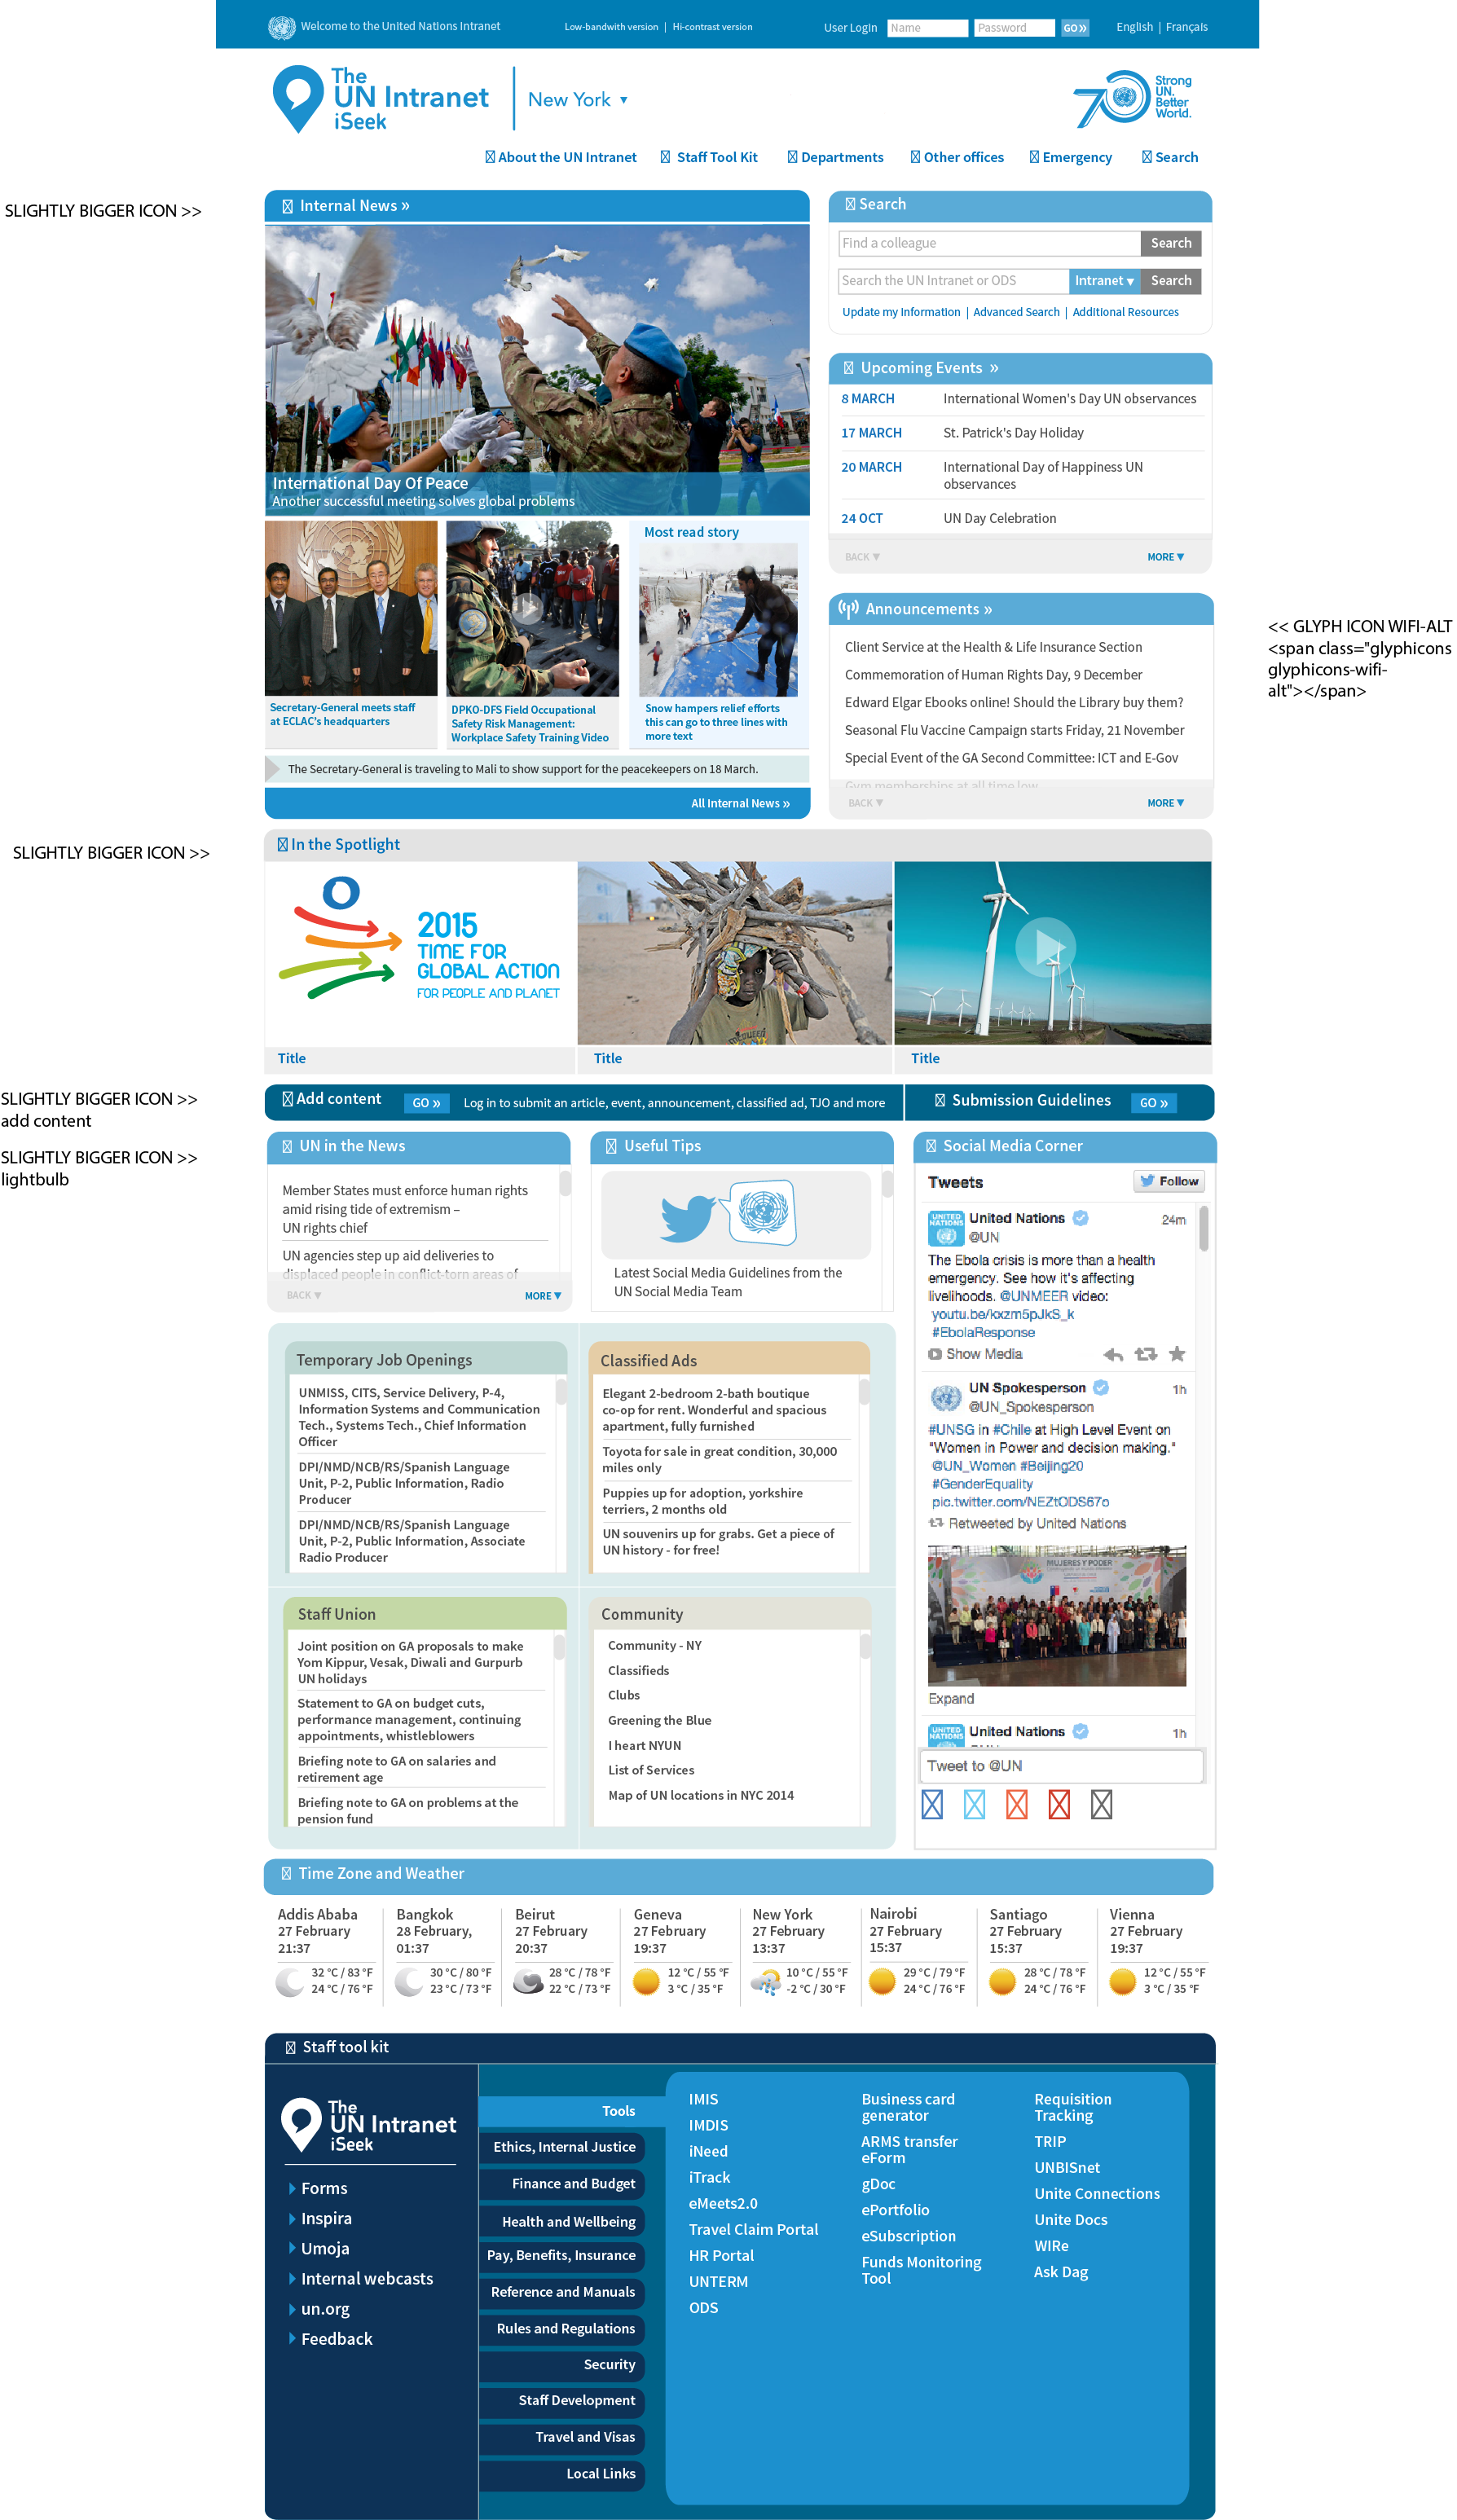 Welcome to the United Nations Intranet
Low-bandwith version | Hi-contrast version
User Login
Name
Password
GO »
English | Français
The
UN Intranet
iSeek
New York ▼
70
Strong
UN.
Better
World.
About the UN Intranet
Staff Tool Kit
Departments
Other offices
Emergency
Search
SLIGHTLY BIGGER ICON >>
Internal News »
International Day Of Peace
Another successful meeting solves global problems
Secretary-General meets staff
at ECLAC's headquarters
DPKO-DFS Field Occupational
Safety Risk Management:
Workplace Safety Training Video
Most read story
Snow hampers relief efforts
this can go to three lines with
more text
The Secretary-General is traveling to Mali to show support for the peacekeepers on 18 March.
All Internal News »
Search
Find a colleague
Search
Search the UN Intranet or ODS
Intranet ▼
Search
Update my Information | Advanced Search | Additional Resources
Upcoming Events »
8 MARCH International Women's Day UN observances
17 MARCH St. Patrick's Day Holiday
20 MARCH International Day of Happiness UN
observances
24 OCT UN Day Celebration
BACK ▼
MORE ▼
Announcements »
Client Service at the Health & Life Insurance Section
Commemoration of Human Rights Day, 9 December
Edward Elgar Ebooks online! Should the Library buy them?
Seasonal Flu Vaccine Campaign starts Friday, 21 November
Special Event of the GA Second Committee: ICT and E-Gov
Gym memberships at all time low
BACK ▼
MORE ▼
<< GLYPH ICON WIFI-ALT
<span class="glyphicons
glyphicons-wifi-
alt"></span>
SLIGHTLY BIGGER ICON >>
In the Spotlight
2015
TIME FOR
GLOBAL ACTION
FOR PEOPLE AND PLANET
Title
Title
Title
SLIGHTLY BIGGER ICON >>
add content
Add content
GO »
Log in to submit an article, event, announcement, classified ad, TJO and more
Submission Guidelines
GO »
SLIGHTLY BIGGER ICON >>
lightbulb
UN in the News
Member States must enforce human rights
amid rising tide of extremism –
UN rights chief
UN agencies step up aid deliveries to
displaced people in conflict-torn areas of
BACK ▼
MORE ▼
Useful Tips
Latest Social Media Guidelines from the
UN Social Media Team
Social Media Corner
Tweets
Follow
UNITED
NATIONS
United Nations
24m
@UN
The Ebola crisis is more than a health
emergency. See how it's affecting
livelihoods. @UNMEER video:
youtu.be/kxzm5pJkS_k
#EbolaResponse
Show Media
UN Spokesperson
1h
@UN_Spokesperson
#UNSG in #Chile at High Level Event on
"Women in Power and decision making."
@UN_Women #Beijing20
#GenderEquality
pic.twitter.com/NEZtODS67o
Retweeted by United Nations
MUJERES Y PODER
Expand
UNITED
NATIONS
United Nations
1h
Tweet to @UN
Temporary Job Openings
UNMISS, CITS, Service Delivery, P-4,
Information Systems and Communication
Tech., Systems Tech., Chief Information
Officer
DPI/NMD/NCB/RS/Spanish Language
Unit, P-2, Public Information, Radio
Producer
DPI/NMD/NCB/RS/Spanish Language
Unit, P-2, Public Information, Associate
Radio Producer
Classified Ads
Elegant 2-bedroom 2-bath boutique
co-op for rent. Wonderful and spacious
apartment, fully furnished
Toyota for sale in great condition, 30,000
miles only
Puppies up for adoption, yorkshire
terriers, 2 months old
UN souvenirs up for grabs. Get a piece of
UN history - for free!
Staff Union
Joint position on GA proposals to make
Yom Kippur, Vesak, Diwali and Gurpurb
UN holidays
Statement to GA on budget cuts,
performance management, continuing
appointments, whistleblowers
Briefing note to GA on salaries and
retirement age
Briefing note to GA on problems at the
pension fund
Community
Community - NY
Classifieds
Clubs
Greening the Blue
I heart NYUN
List of Services
Map of UN locations in NYC 2014
Time Zone and Weather
Addis Ababa
27 February
21:37
32 °C / 83 °F
24 °C / 76 °F
Bangkok
28 February,
01:37
30 °C / 80 °F
23 °C / 73 °F
Beirut
27 February
20:37
28 °C / 78 °F
22 °C / 73 °F
Geneva
27 February
19:37
12 °C / 55 °F
3 °C / 35 °F
New York
27 February
13:37
10 °C / 55 °F
-2 °C / 30 °F
Nairobi
27 February
15:37
29 °C / 79 °F
24 °C / 76 °F
Santiago
27 February
15:37
28 °C / 78 °F
24 °C / 76 °F
Vienna
27 February
19:37
12 °C / 55 °F
3 °C / 35 °F
Staff tool kit
The
UN Intranet
iSeek
Forms
Inspira
Umoja
Internal webcasts
un.org
Feedback
Tools
Ethics, Internal Justice
Finance and Budget
Health and Wellbeing
Pay, Benefits, Insurance
Reference and Manuals
Rules and Regulations
Security
Staff Development
Travel and Visas
Local Links
IMIS
IMDIS
iNeed
iTrack
eMeets2.0
Travel Claim Portal
HR Portal
UNTERM
ODS
Business card
generator
ARMS transfer
eForm
gDoc
ePortfolio
eSubscription
Funds Monitoring
Tool
Requisition
Tracking
TRIP
UNBISnet
Unite Connections
Unite Docs
WIRe
Ask Dag